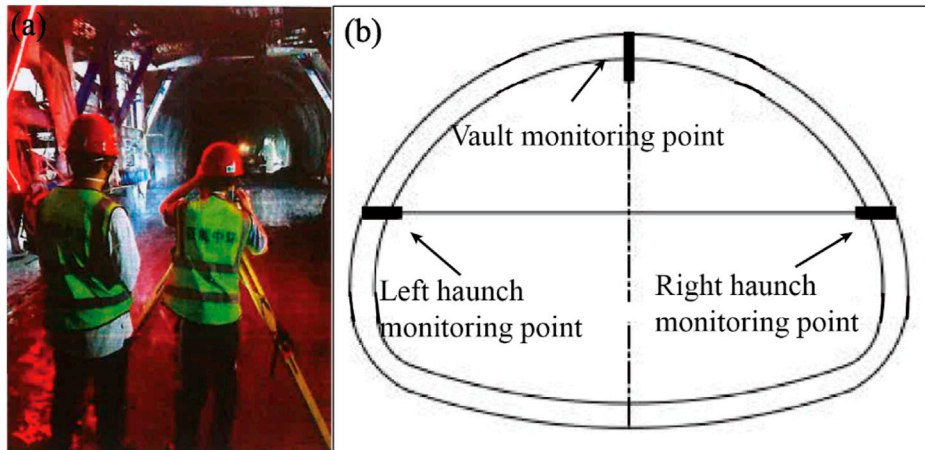 (a)
(b)
Vault monitoring point
Left haunch
monitoring point
Right haunch
monitoring point